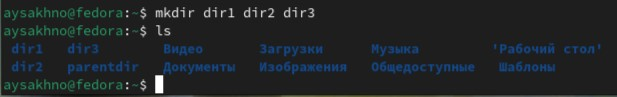 aysakhno@fedora:~$ mkdir dir1 dir2 dir3
aysakhno@fedora:~$ ls
dir1 dir3 Видео Загрузки Музыка 'Рабочий стол'
dir2 parentdir Документы Изображения Общедоступные Шаблоны
aysakhno@fedora:~$